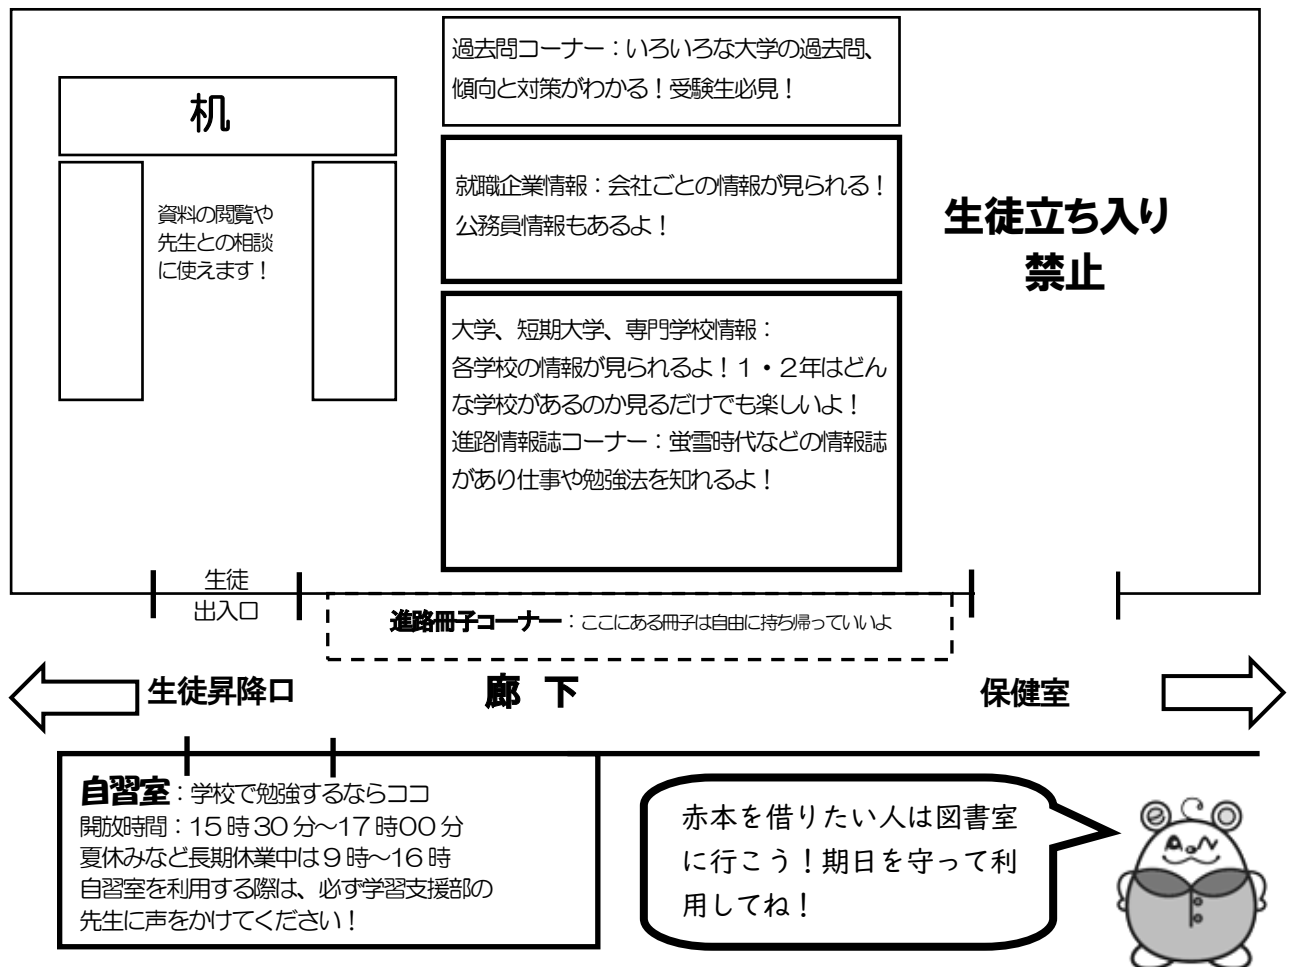 過去問コーナー：いろいろな大学の過去問、
傾向と対策がわかる！受験生必見！
机
就職企業情報：会社ごとの情報が見られる！
公務員情報もあるよ！
資料の閲覧や
先生との相談
に使えます！
生徒立ち入り
禁止
大学、短期大学、専門学校情報：
各学校の情報が見られるよ！１・２年はどん
な学校があるのか見るだけでも楽しいよ！
進路情報誌コーナー：蛍雪時代などの情報誌
があり仕事や勉強法を知れるよ！
生徒
出入口
進路冊子コーナー：ここにある冊子は自由に持ち帰っていいよ
生徒昇降口
廊 下
保健室
自習室：学校で勉強するならココ
開放時間：15時30分～17時00分
夏休みなど長期休業中は9時～16時
自習室を利用する際は、必ず学習支援部の
先生に声をかけてください！
赤本を借りたい人は図書室
に行こう！期日を守って利
用してね！